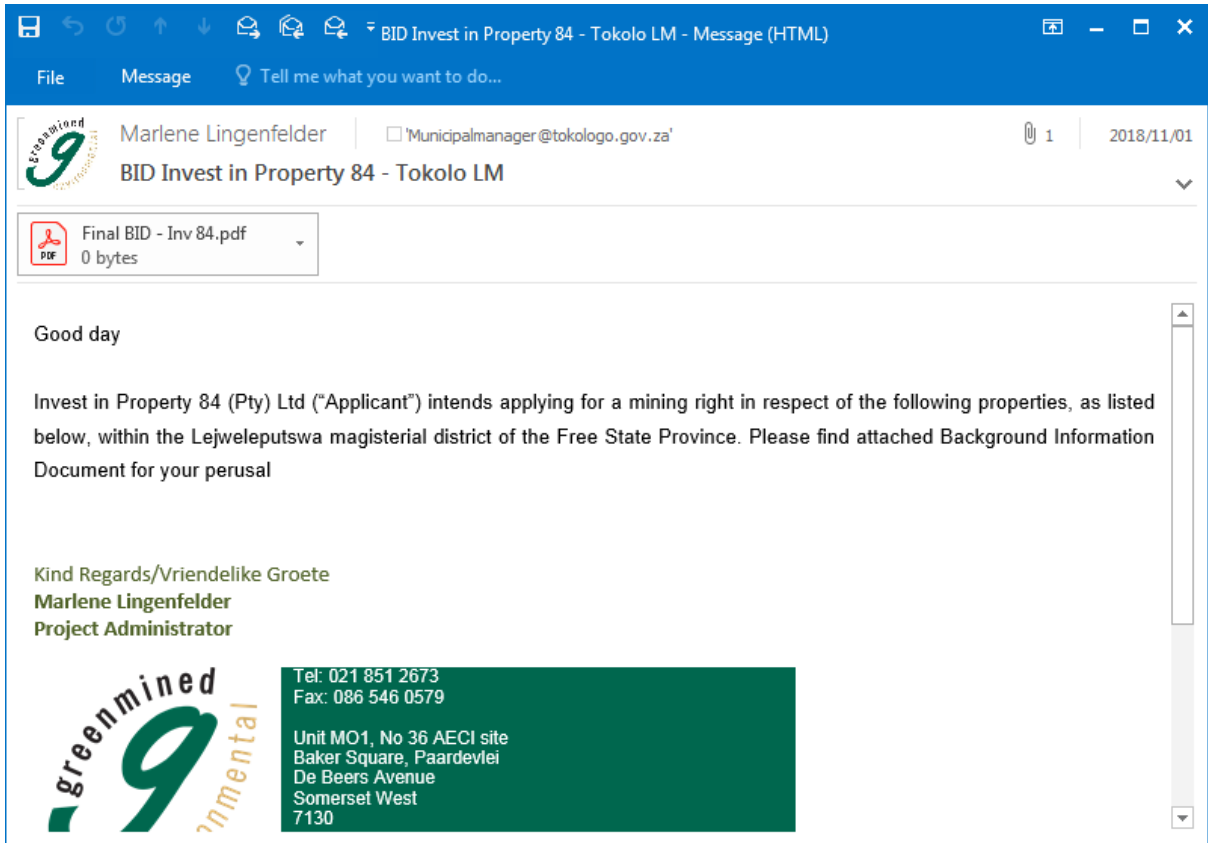 BID Invest in Property 84 - Tokolo LM - Message (HTML)
File Message Tell me what you want to do...
greenmined
Marlene Lingenfelder 'Municipalmanager@tokologo.gov.za' 1 2018/11/01
BID Invest in Property 84 - Tokolo LM
Final BID - Inv 84.pdf
PDF
0 bytes
Good day
Invest in Property 84 (Pty) Ltd (“Applicant”) intends applying for a mining right in respect of the following properties, as listed
below, within the Lejweleputswa magisterial district of the Free State Province. Please find attached Background Information
Document for your perusal
Kind Regards/Vriendelike Groete
Marlene Lingenfelder
Project Administrator
greenmined
onmental
Tel: 021 851 2673
Fax: 086 546 0579
Unit MO1, No 36 AECI site
Baker Square, Paardevlei
De Beers Avenue
Somerset West
7130